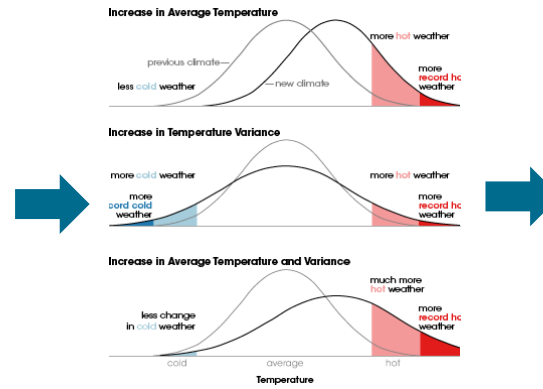 Increase in Average Temperature
more hot weather
previous climate
more
less cold weather
new climate
record ho
weather
Increase in Temperature Variance
more cold weather
more hot weather
more
more
cord cold
record ho
weather
weather
Increase in Average Temperature and Variance
much more
hot weather
less change
more
in cold weather
record ho
weather
cold
average
hot
Temperature